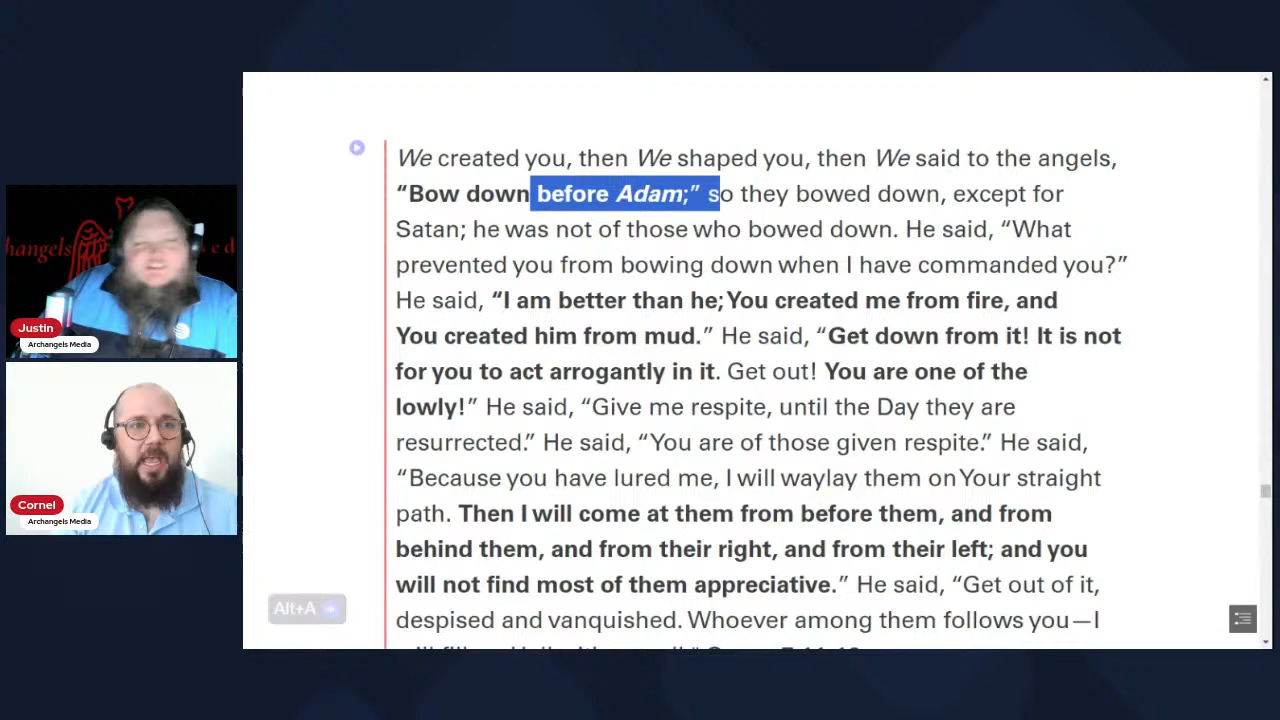 We created you, then We shaped you, then We said to the angels,
“Bow down before Adam;” so they bowed down, except for
Satan; he was not of those who bowed down. He said, “What
prevented you from bowing down when I have commanded you?”
He said, “I am better than he; You created me from fire, and
You created him from mud.” He said, “Get down from it! It is not
for you to act arrogantly in it. Get out! You are one of the
lowly!” He said, “Give me respite, until the Day they are
resurrected.” He said, “You are of those given respite.” He said,
“Because you have lured me, I will waylay them on Your straight
path. Then I will come at them from before them, and from
behind them, and from their right, and from their left; and you
will not find most of them appreciative.” He said, “Get out of it,
despised and vanquished. Whoever among them follows you—I
Alt+A
Justin
Archangels Media
Cornel
Archangels Media